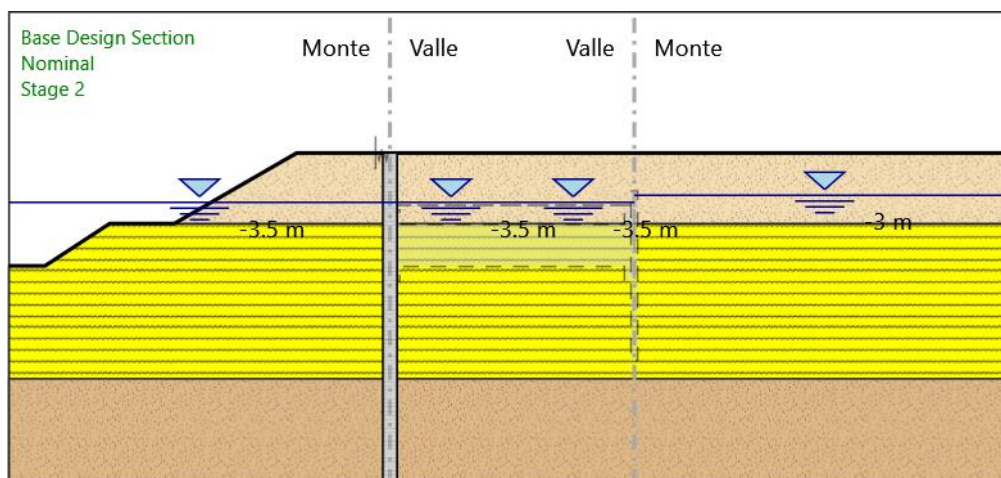 Base Design Section
Nominal
Stage 2
Monte
Valle
Valle
Monte
-3.5 m
-3.5 m
-3.5 m
-3 m